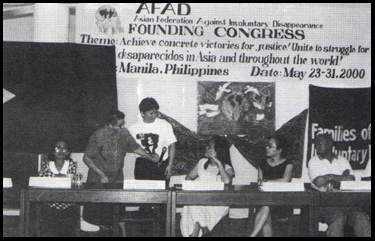 AFAD
Asian Federation Against Involuntary Disappearance
FOUNDING CONGRESS
Theme: Achieve concrete victories for justice! Unite to struggle for
desaparecidos in Asia and throughout the world!
: Manila, Philippines Date: May 23-31, 2000
Families of
Involuntary